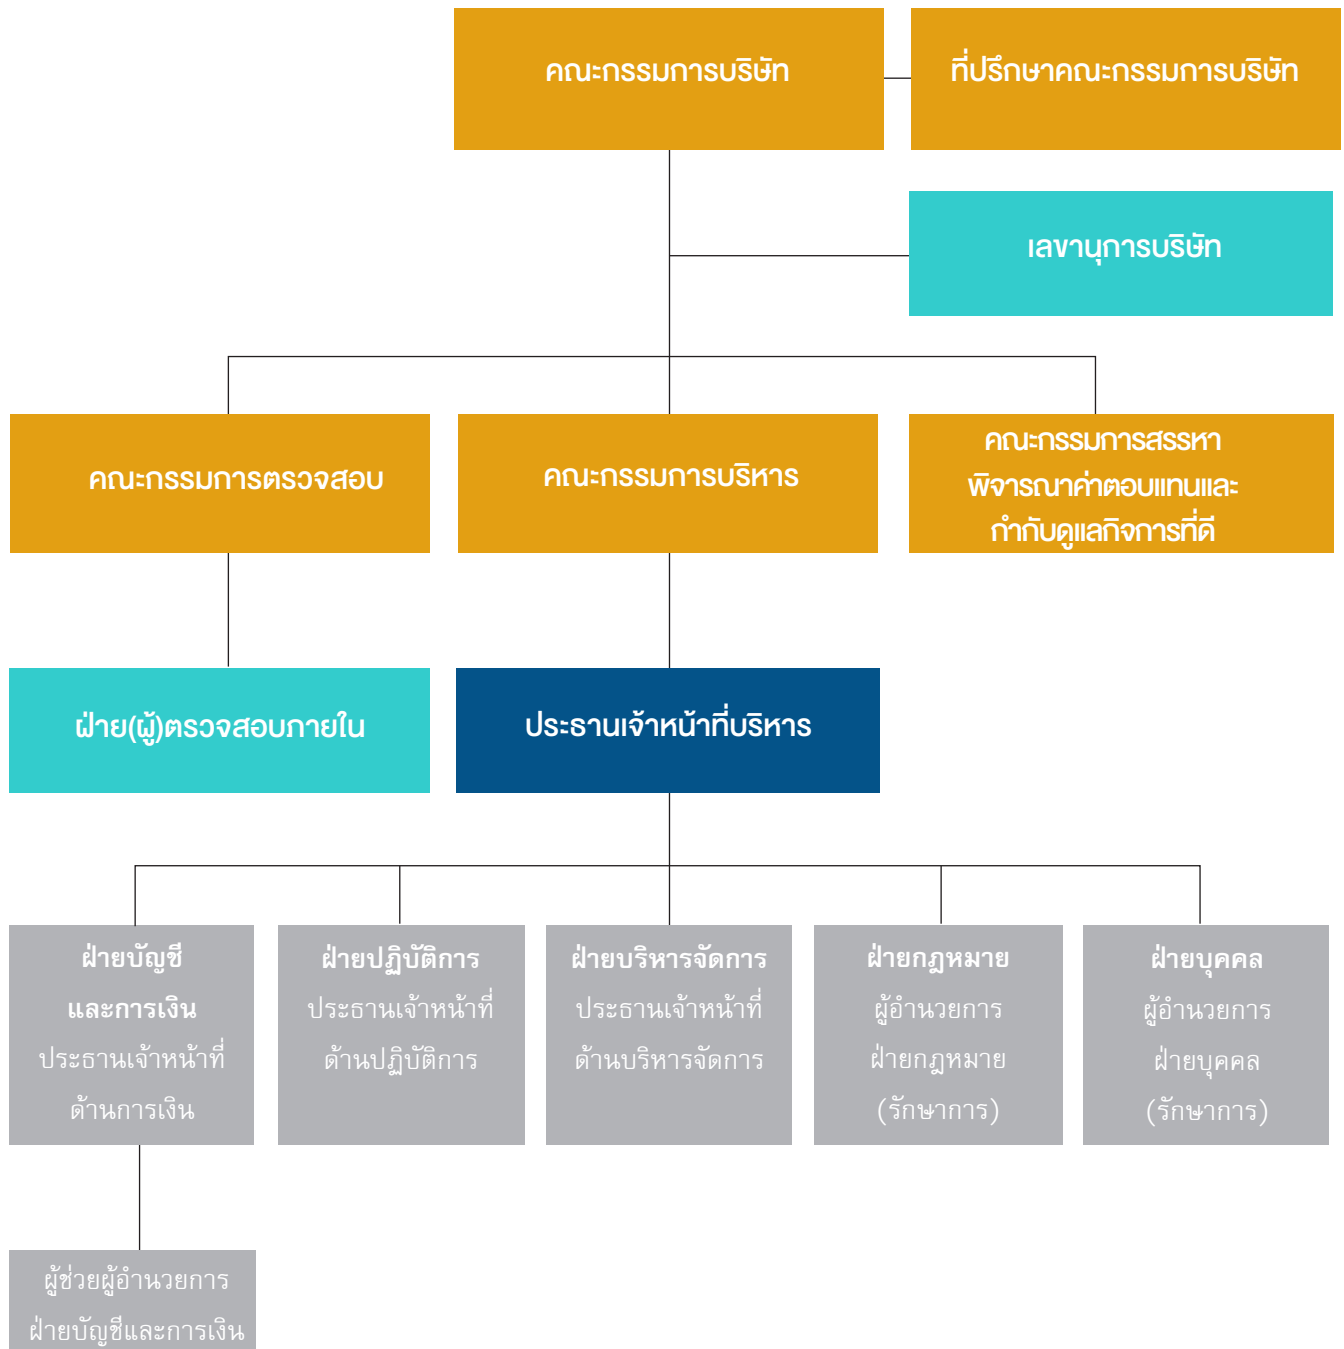 คณะกรรมการบริษัท
ที่ปรึกษาคณะกรรมการบริษัท
เลขานุการบริษัท
คณะกรรมการตรวจสอบ
คณะกรรมการบริหาร
คณะกรรมการสรรหา
พิจารณาค่าตอบแทนและ
กำกับดูแลกิจการที่ดี
ฝ่าย(ผู้)ตรวจสอบภายใน
ประธานเจ้าหน้าที่บริหาร
ฝ่ายบัญชี
และการเงิน
ประธานเจ้าหน้าที่
ด้านการเงิน
ฝ่ายปฏิบัติการ
ประธานเจ้าหน้าที่
ด้านปฏิบัติการ
ฝ่ายบริหารจัดการ
ประธานเจ้าหน้าที่
ด้านบริหารจัดการ
ฝ่ายกฎหมาย
ผู้อำนวยการ
ฝ่ายกฎหมาย
(รักษาการ)
ฝ่ายบุคคล
ผู้อำนวยการ
ฝ่ายบุคคล
(รักษาการ)
ผู้ช่วยผู้อำนวยการ
ฝ่ายบัญชีและการเงิน